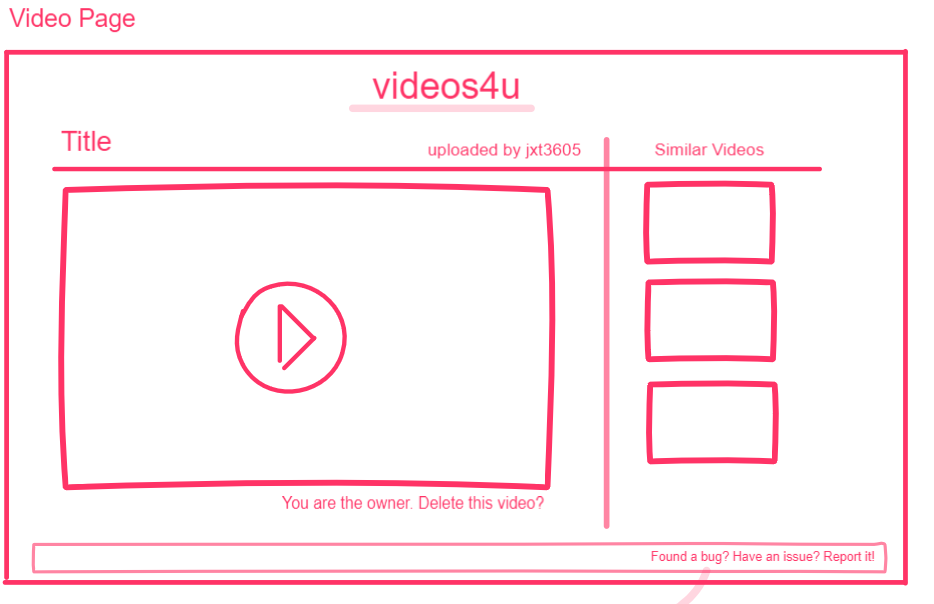 Video Page
videos4u
Title
uploaded by jxt3605
Similar Videos
You are the owner. Delete this video?
Found a bug? Have an issue? Report it!